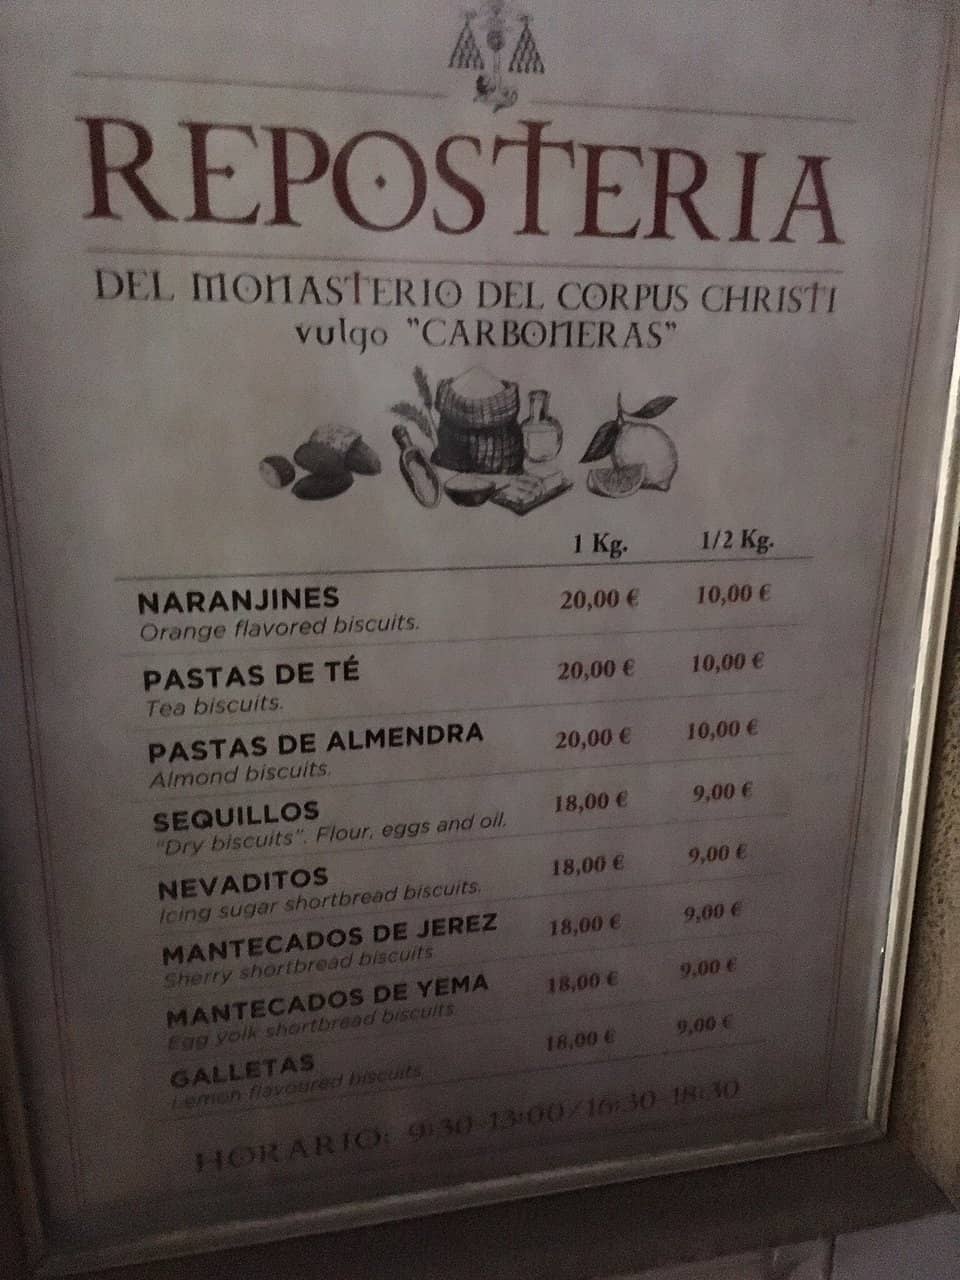 REPOSTERIA
DEL MONASTERIO DEL CORPUS CHRISTI
vulgo "CARBONERAS"
1 Kg. 1/2 Kg.
NARANJINES 20,00 € 10,00 €
Orange flavored biscuits.
PASTAS DE TÉ 20,00 € 10,00 €
Tea biscuits.
PASTAS DE ALMENDRA 20,00 € 10,00 €
Almond biscuits.
SEQUILLOS 18,00 € 9,00 €
"Dry biscuits". Flour, eggs and oil.
NEVADITOS 18,00 € 9,00 €
Icing sugar shortbread biscuits.
MANTECADOS DE JEREZ 18,00 € 9,00 €
Sherry shortbread biscuits
MANTECADOS DE YEMA 18,00 € 9,00 €
Egg yolk shortbread biscuits
GALLETAS 18,00 € 9,00 €
Lemon flavoured biscuits
HORARIO: 9:30-13:00/16:30-18:30